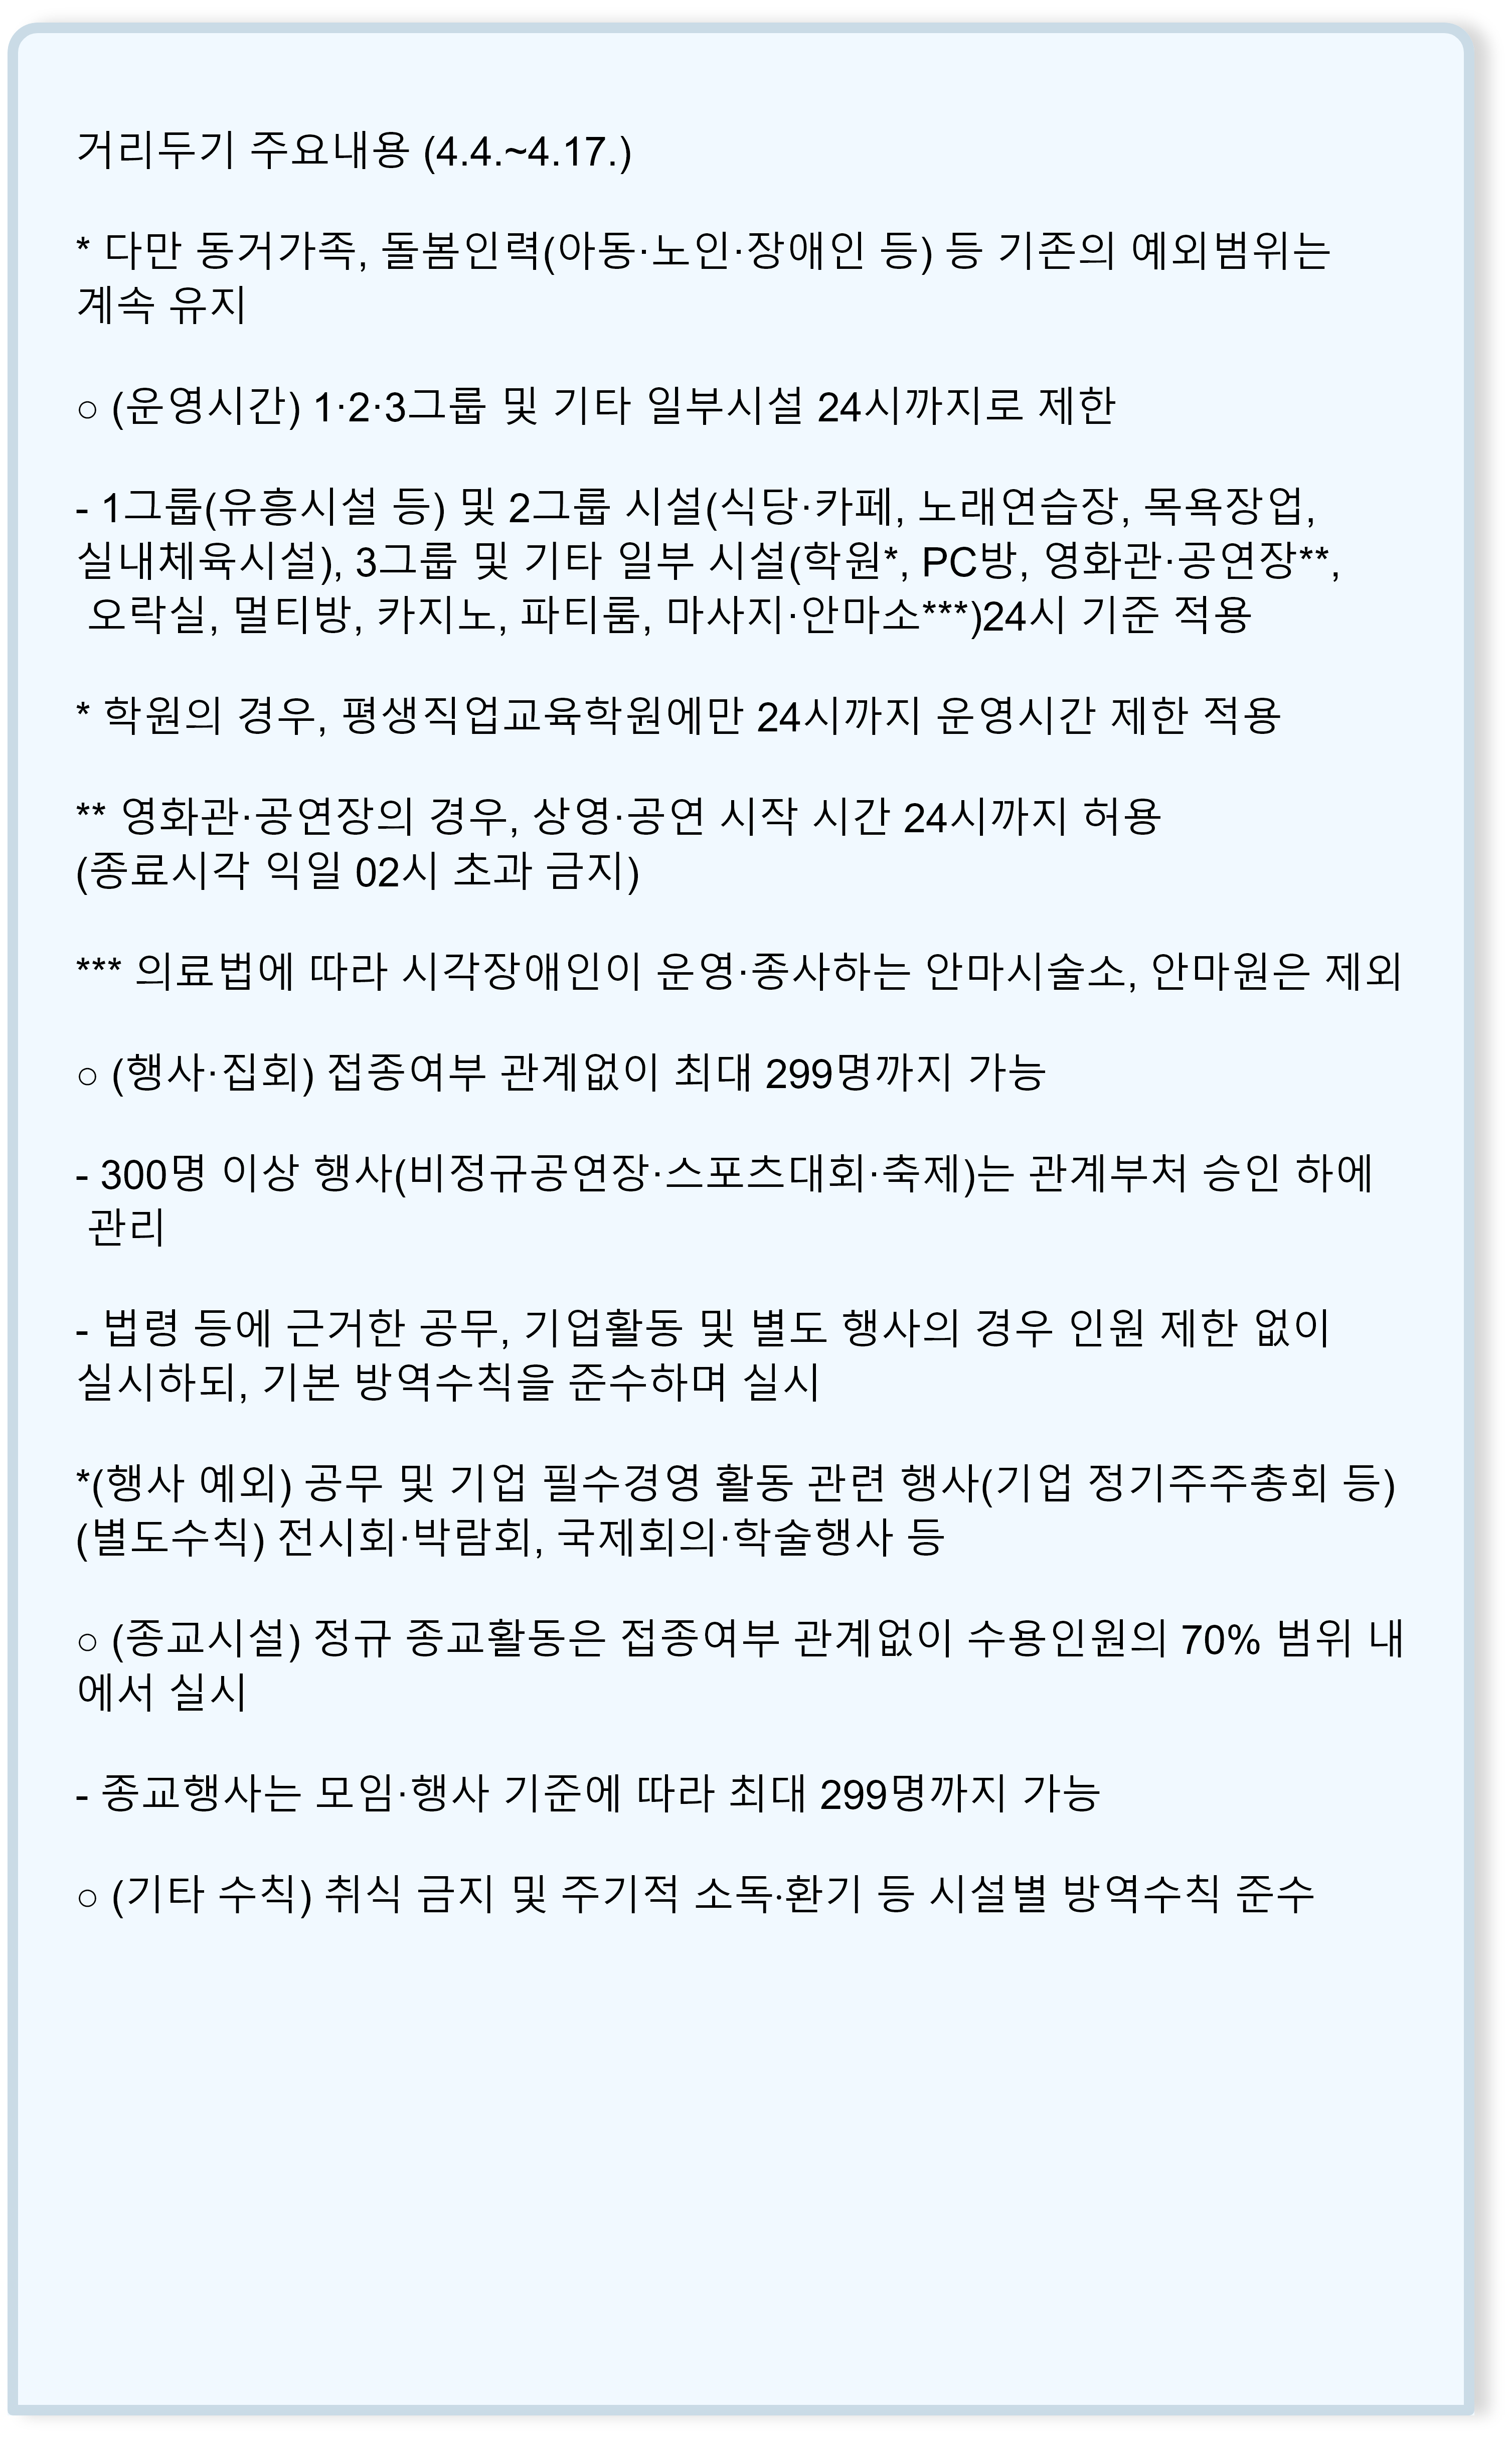 거리두기 주요내용 (4.4.~4.17.)
* 다만 동거가족, 돌봄인력(아동·노인·장애인 등) 등 기존의 예외범위는
계속 유지
○ (운영시간) 1·2·3그룹 및 기타 일부시설 24시까지로 제한
- 1그룹(유흥시설 등) 및 2그룹 시설(식당·카페, 노래연습장, 목욕장업,
실내체육시설), 3그룹 및 기타 일부 시설(학원*, PC방, 영화관·공연장**,
오락실, 멀티방, 카지노, 파티룸, 마사지·안마소***)24시 기준 적용
* 학원의 경우, 평생직업교육학원에만 24시까지 운영시간 제한 적용
** 영화관·공연장의 경우, 상영·공연 시작 시간 24시까지 허용
(종료시각 익일 02시 초과 금지)
*** 의료법에 따라 시각장애인이 운영·종사하는 안마시술소, 안마원은 제외
○ (행사·집회) 접종여부 관계없이 최대 299명까지 가능
- 300명 이상 행사(비정규공연장·스포츠대회·축제)는 관계부처 승인 하에
관리
- 법령 등에 근거한 공무, 기업활동 및 별도 행사의 경우 인원 제한 없이
실시하되, 기본 방역수칙을 준수하며 실시
*(행사 예외) 공무 및 기업 필수경영 활동 관련 행사(기업 정기주주총회 등)
(별도수칙) 전시회·박람회, 국제회의·학술행사 등
○ (종교시설) 정규 종교활동은 접종여부 관계없이 수용인원의 70% 범위 내
에서 실시
- 종교행사는 모임·행사 기준에 따라 최대 299명까지 가능
○ (기타 수칙) 취식 금지 및 주기적 소독·환기 등 시설별 방역수칙 준수